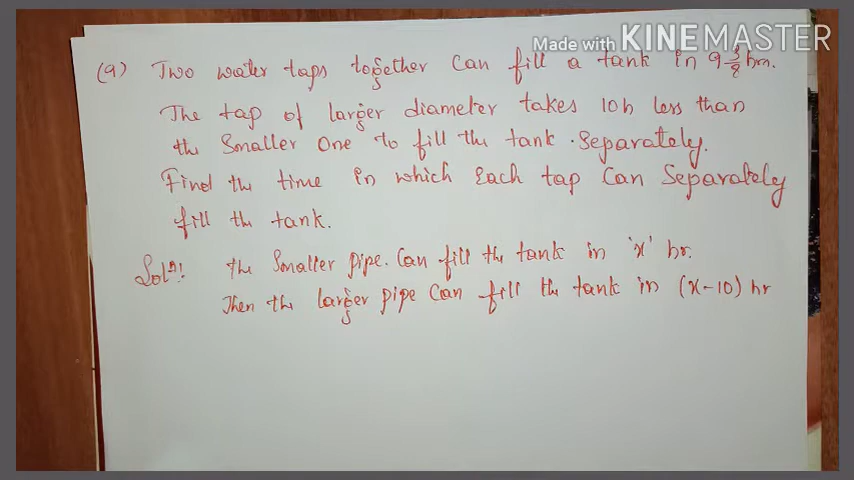 Made with KINEMASTER
(9) Two water taps together Can fill a tank in 9 3/8 hrs.
The tap of larger diameter takes 10h less than
the Smaller One to fill the tank. Separately.
Find the time in which Each tap Can Separately
fill the tank.
Solⁿ: the Smaller pipe. Can fill the tank in 'x' hr.
Then the larger pipe Can fill the tank in (x-10) hr